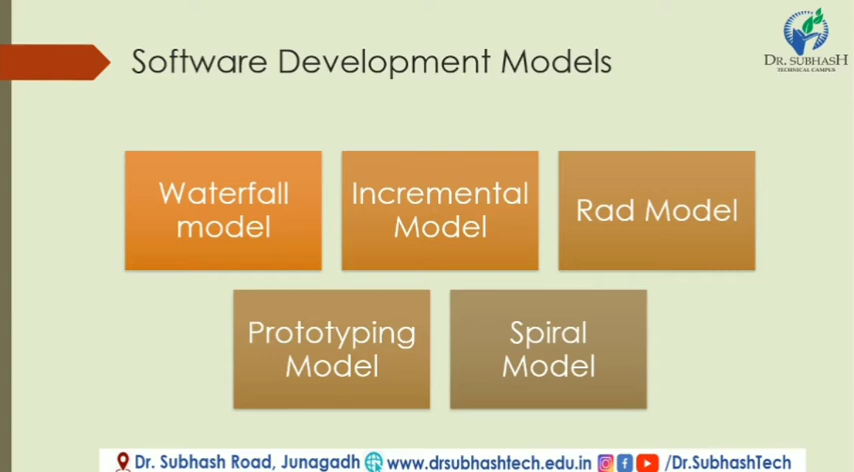 Software Development Models
DR. SUBHASH
TECHNICAL CAMPUS
Waterfall
model
Incremental
Model
Rad Model
Prototyping
Model
Spiral
Model
Dr. Subhash Road, Junagadh www.drsubhashtech.edu.in /Dr.SubhashTech